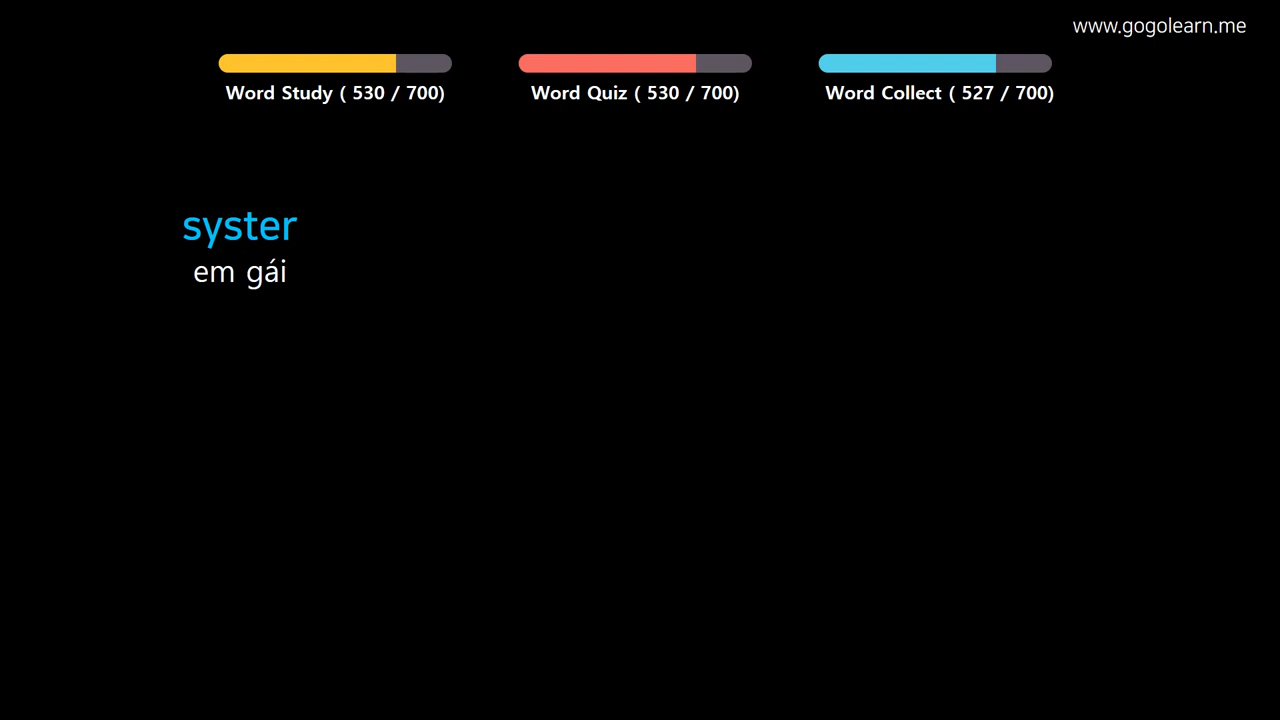 www.gogolearn.me
Word Study ( 530 / 700)
Word Quiz ( 530 / 700)
Word Collect ( 527 / 700)
syster
em gái